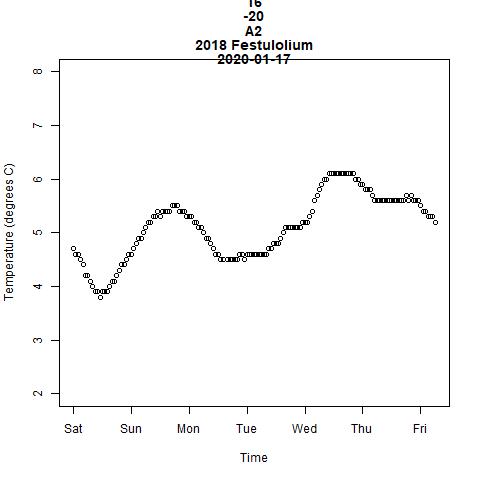 16
-20
A2
2018 Festulolium
2020-01-17
Temperature (degrees C)
8
7
6
5
4
3
2
Sat Sun Mon Tue Wed Thu Fri
Time